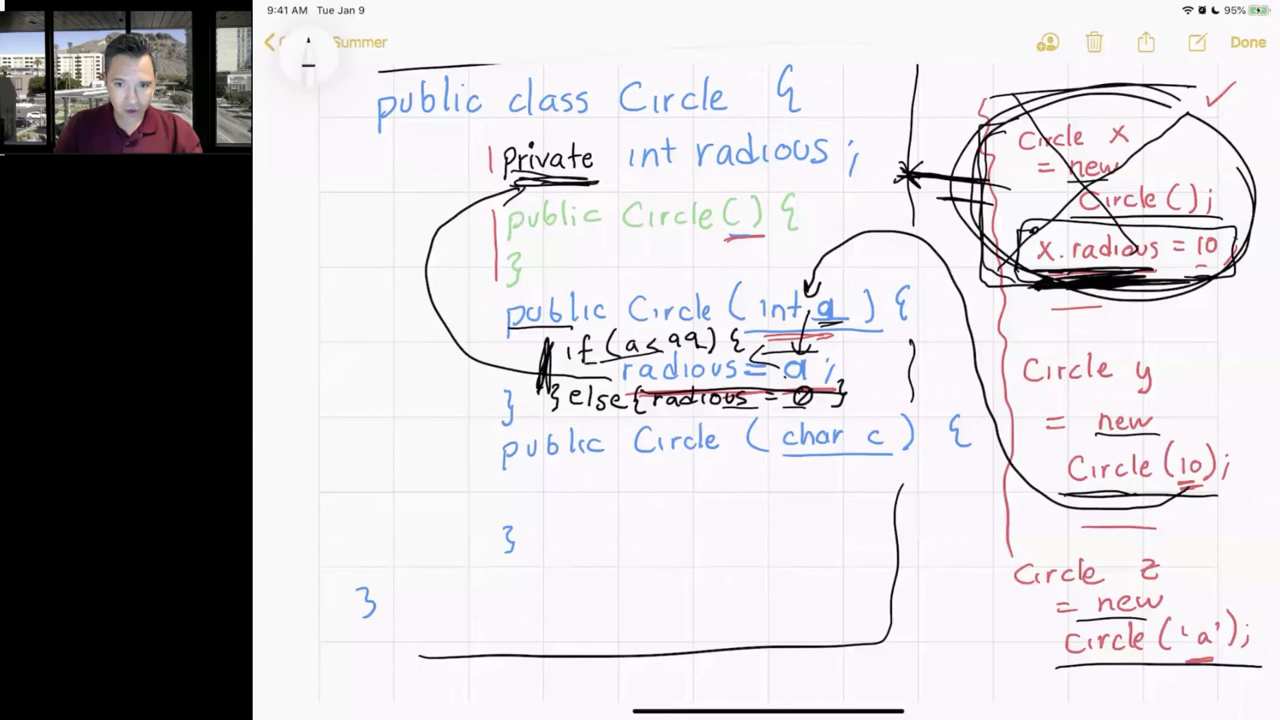 9:41 AM Tue Jan 9
95%
Summer
Done
public class Circle {
private int radious ;
public Circle ( ) {
}
public Circle ( int a ) {
if (a < 99) {
radious = a ;
} else { radious = 0 }
}
public Circle ( char c ) {
}
}
Circle x
= new
Circle ( ) ;
x.radious = 10 ;
Circle y
= new
Circle (10) ;
Circle z
= new
Circle ('a') ;